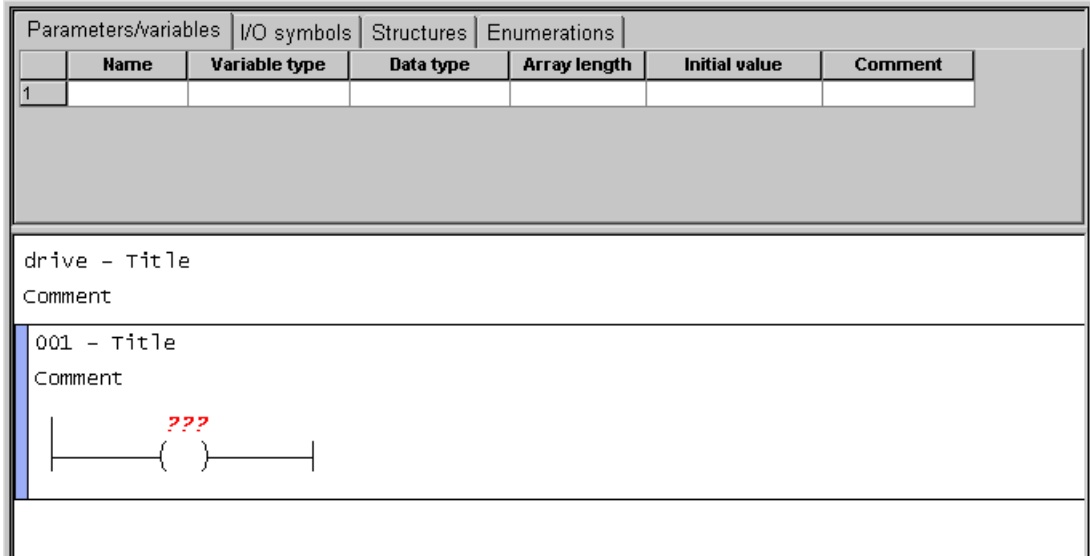 Parameters/variables I/O symbols Structures Enumerations
Name Variable type Data type Array length Initial value Comment
1
drive - Title
Comment
001 - Title
Comment
???